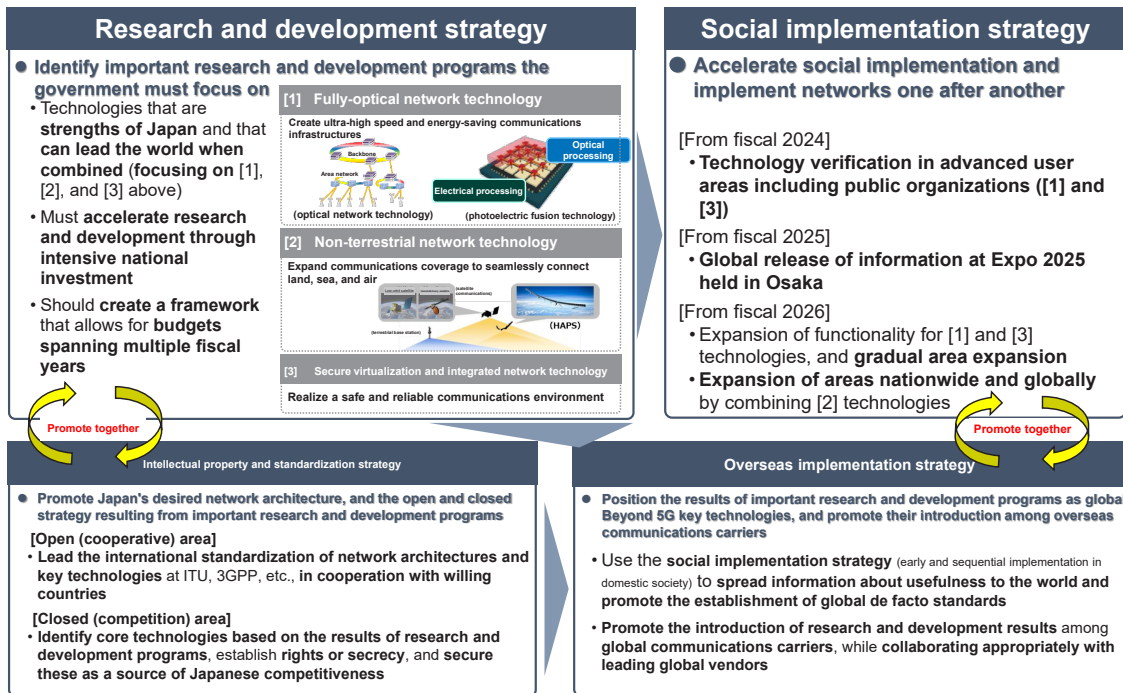 Research and development strategy
● Identify important research and development programs the
government must focus on
• Technologies that are
strengths of Japan and that
can lead the world when
combined (focusing on [1],
[2], and [3] above)
• Must accelerate research
and development through
intensive national
investment
• Should create a framework
that allows for budgets
spanning multiple fiscal
years
[1] Fully-optical network technology
Create ultra-high speed and energy-saving communications
infrastructures
Backbone
Area network
(optical network technology)
Optical
processing
Electrical processing
(photoelectric fusion technology)
[2] Non-terrestrial network technology
Expand communications coverage to seamlessly connect
land, sea, and air
(satellite
communications)
(terrestrial base station)
(HAPS)
[3] Secure virtualization and integrated network technology
Realize a safe and reliable communications environment
Promote together
Social implementation strategy
● Accelerate social implementation and
implement networks one after another
[From fiscal 2024]
• Technology verification in advanced user
areas including public organizations ([1] and
[3])
[From fiscal 2025]
• Global release of information at Expo 2025
held in Osaka
[From fiscal 2026]
• Expansion of functionality for [1] and [3]
technologies, and gradual area expansion
• Expansion of areas nationwide and globally
by combining [2] technologies
Promote together
Intellectual property and standardization strategy
● Promote Japan's desired network architecture, and the open and closed
strategy resulting from important research and development programs
[Open (cooperative) area]
• Lead the international standardization of network architectures and
key technologies at ITU, 3GPP, etc., in cooperation with willing
countries
[Closed (competition) area]
• Identify core technologies based on the results of research and
development programs, establish rights or secrecy, and secure
these as a source of Japanese competitiveness
Overseas implementation strategy
● Position the results of important research and development programs as global
Beyond 5G key technologies, and promote their introduction among overseas
communications carriers
• Use the social implementation strategy (early and sequential implementation in
domestic society) to spread information about usefulness to the world and
promote the establishment of global de facto standards
• Promote the introduction of research and development results among
global communications carriers, while collaborating appropriately with
leading global vendors